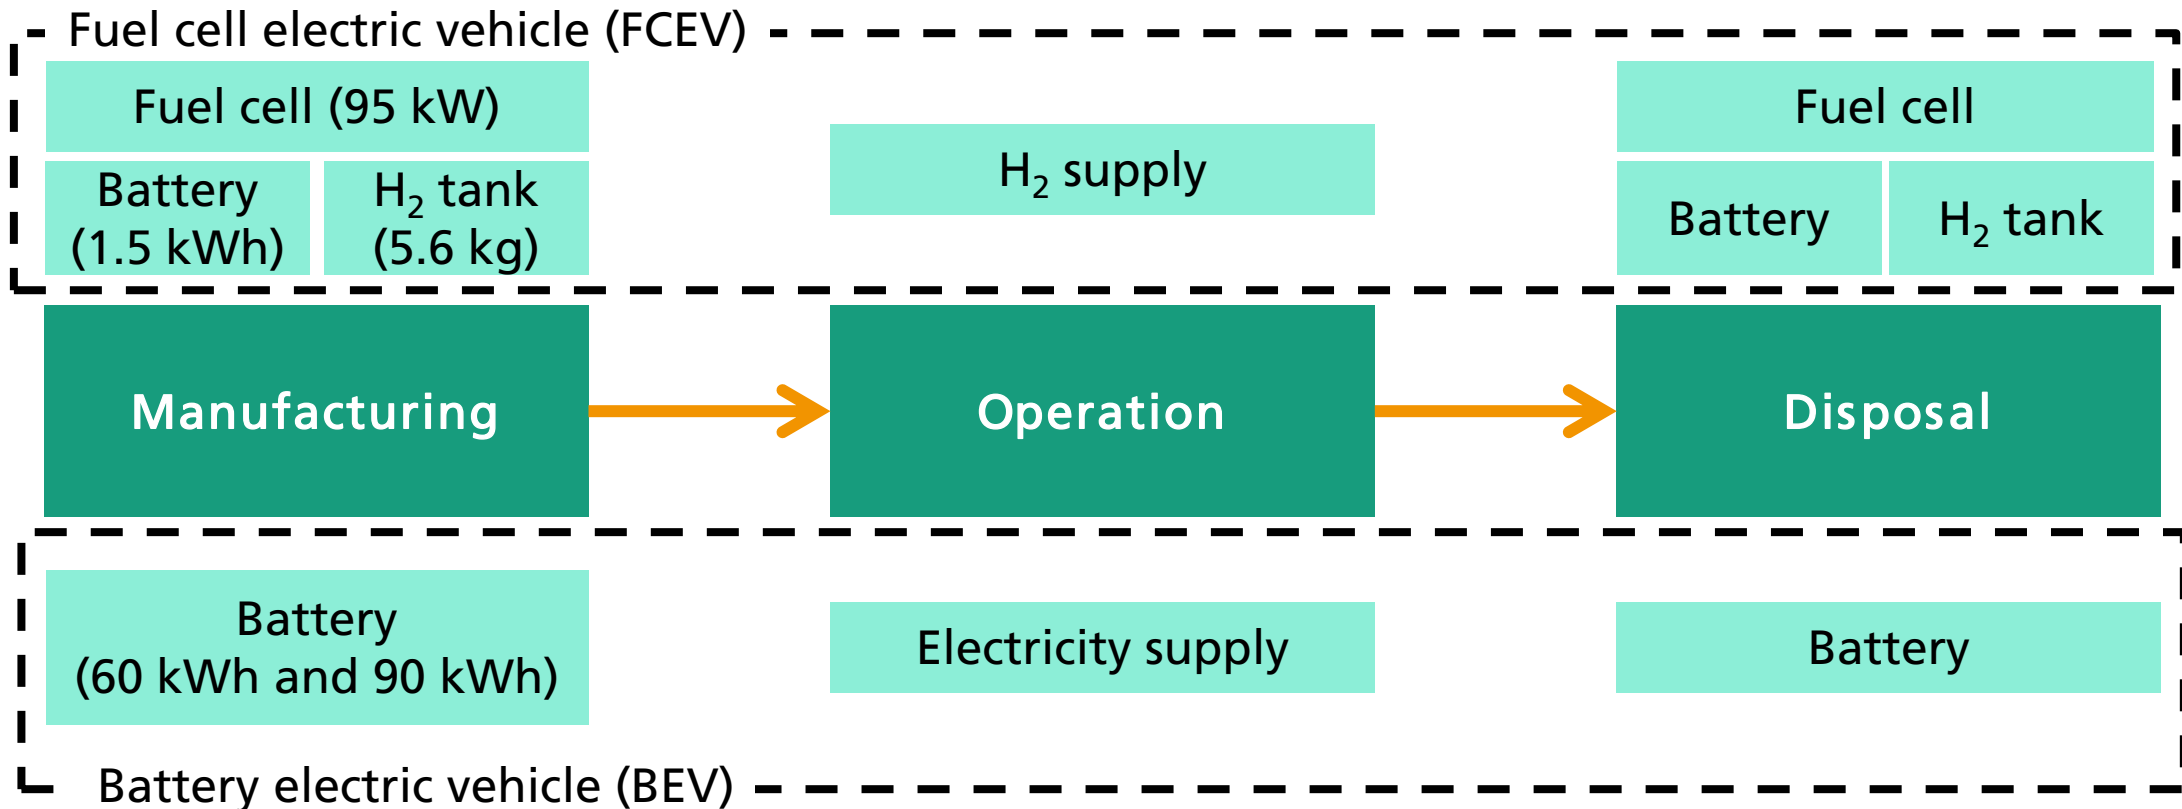 Fuel cell electric vehicle (FCEV)
Fuel cell (95 kW)
Battery
(1.5 kWh)
H₂ tank
(5.6 kg)
H₂ supply
Fuel cell
Battery
H₂ tank
Manufacturing
Operation
Disposal
Battery
(60 kWh and 90 kWh)
Electricity supply
Battery
Battery electric vehicle (BEV)